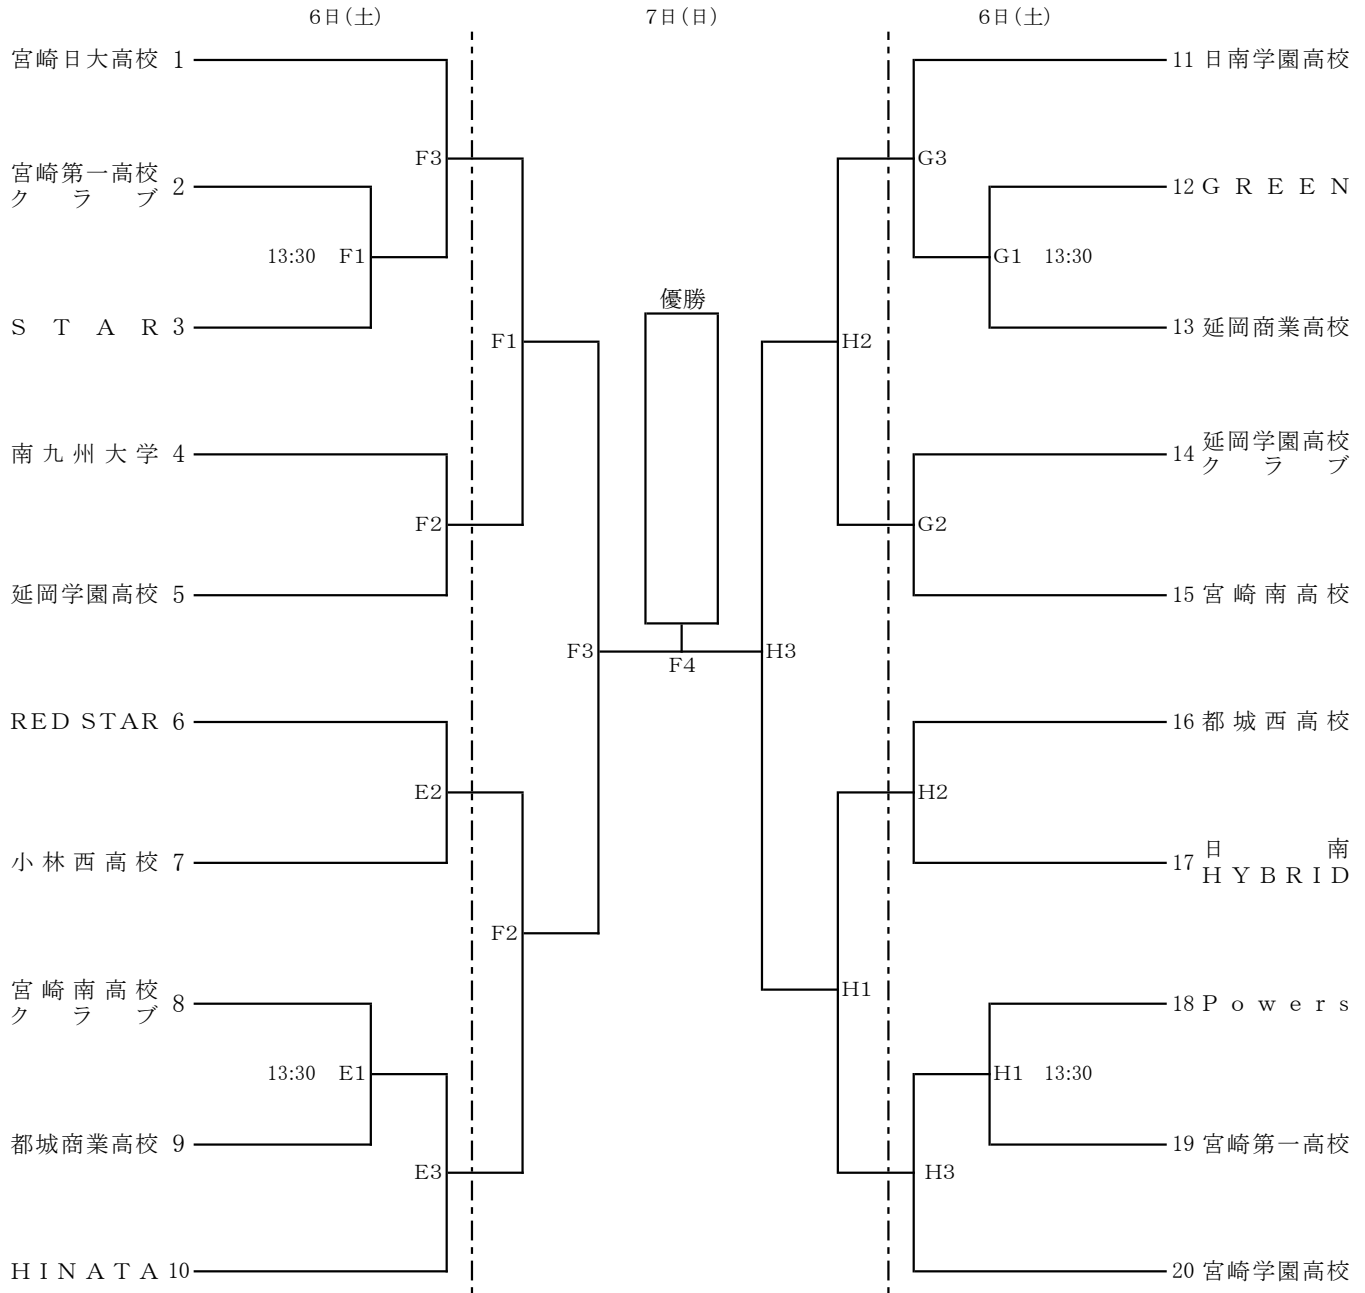 6日(土)
7日(日)
6日(土)
宮崎日大高校 1
11 日南学園高校
F3
G3
宮崎第一高校
クラブ 2
12 GREEN
13:30 F1
G1 13:30
優勝
STAR 3
13 延岡商業高校
F1
H2
南九州大学 4
14 延岡学園高校
クラブ
F2
G2
延岡学園高校 5
15 宮崎南高校
F3
F4
H3
RED STAR 6
16 都城西高校
E2
H2
小林西高校 7
17 日南
HYBRID
F2
H1
宮崎南高校
クラブ 8
18 Powers
13:30 E1
H1 13:30
都城商業高校 9
19 宮崎第一高校
E3
H3
HINATA 10
20 宮崎学園高校